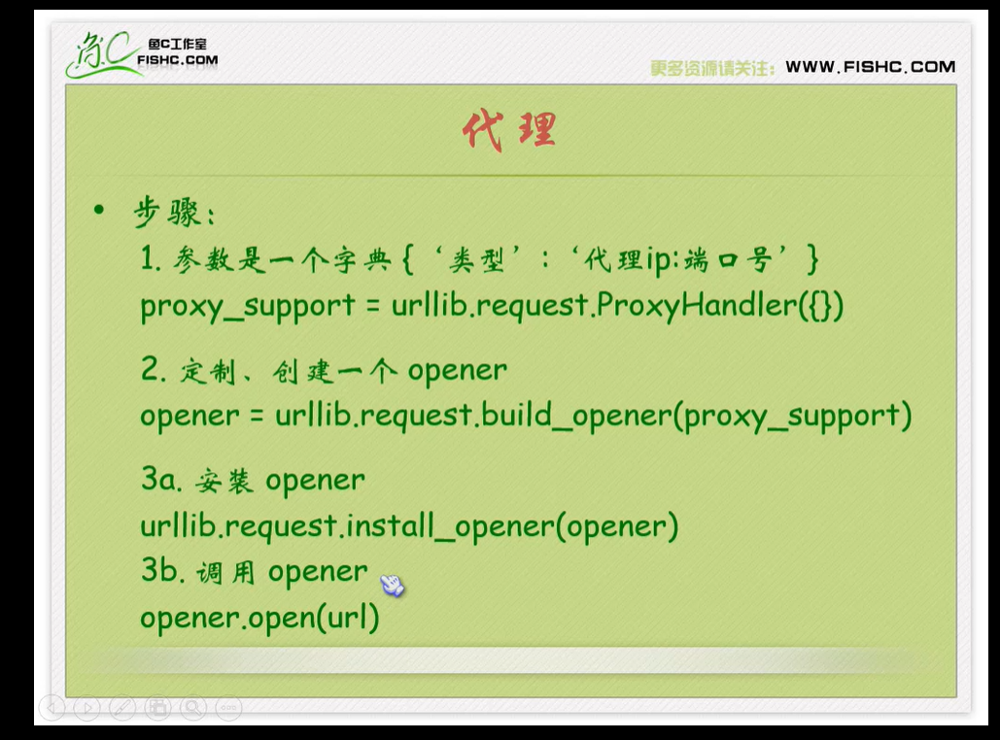 鱼C工作室
FISHC.COM
更多资源请关注: WWW.FISHC.COM
代理
• 步骤:
1. 参数是一个字典 {‘类型’:‘代理ip:端口号’}
proxy_support = urllib.request.ProxyHandler({})
2. 定制、创建一个 opener
opener = urllib.request.build_opener(proxy_support)
3a. 安装 opener
urllib.request.install_opener(opener)
3b. 调用 opener
opener.open(url)